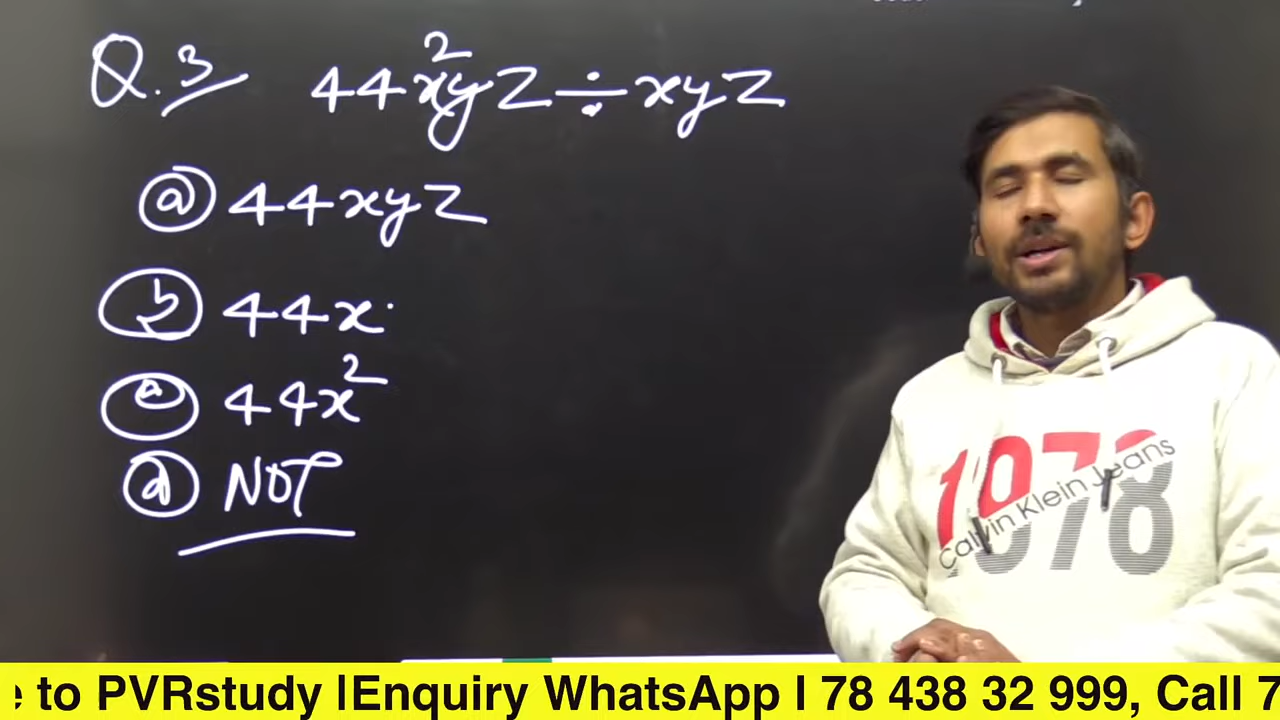 Q.3 44x²yz ÷ xyz
ⓐ 44xyz
ⓑ 44x
ⓒ 44x²
ⓓ NOT
1978
Calvin Klein Jeans
to PVRstudy |Enquiry WhatsApp | 78 438 32 999, Call 7